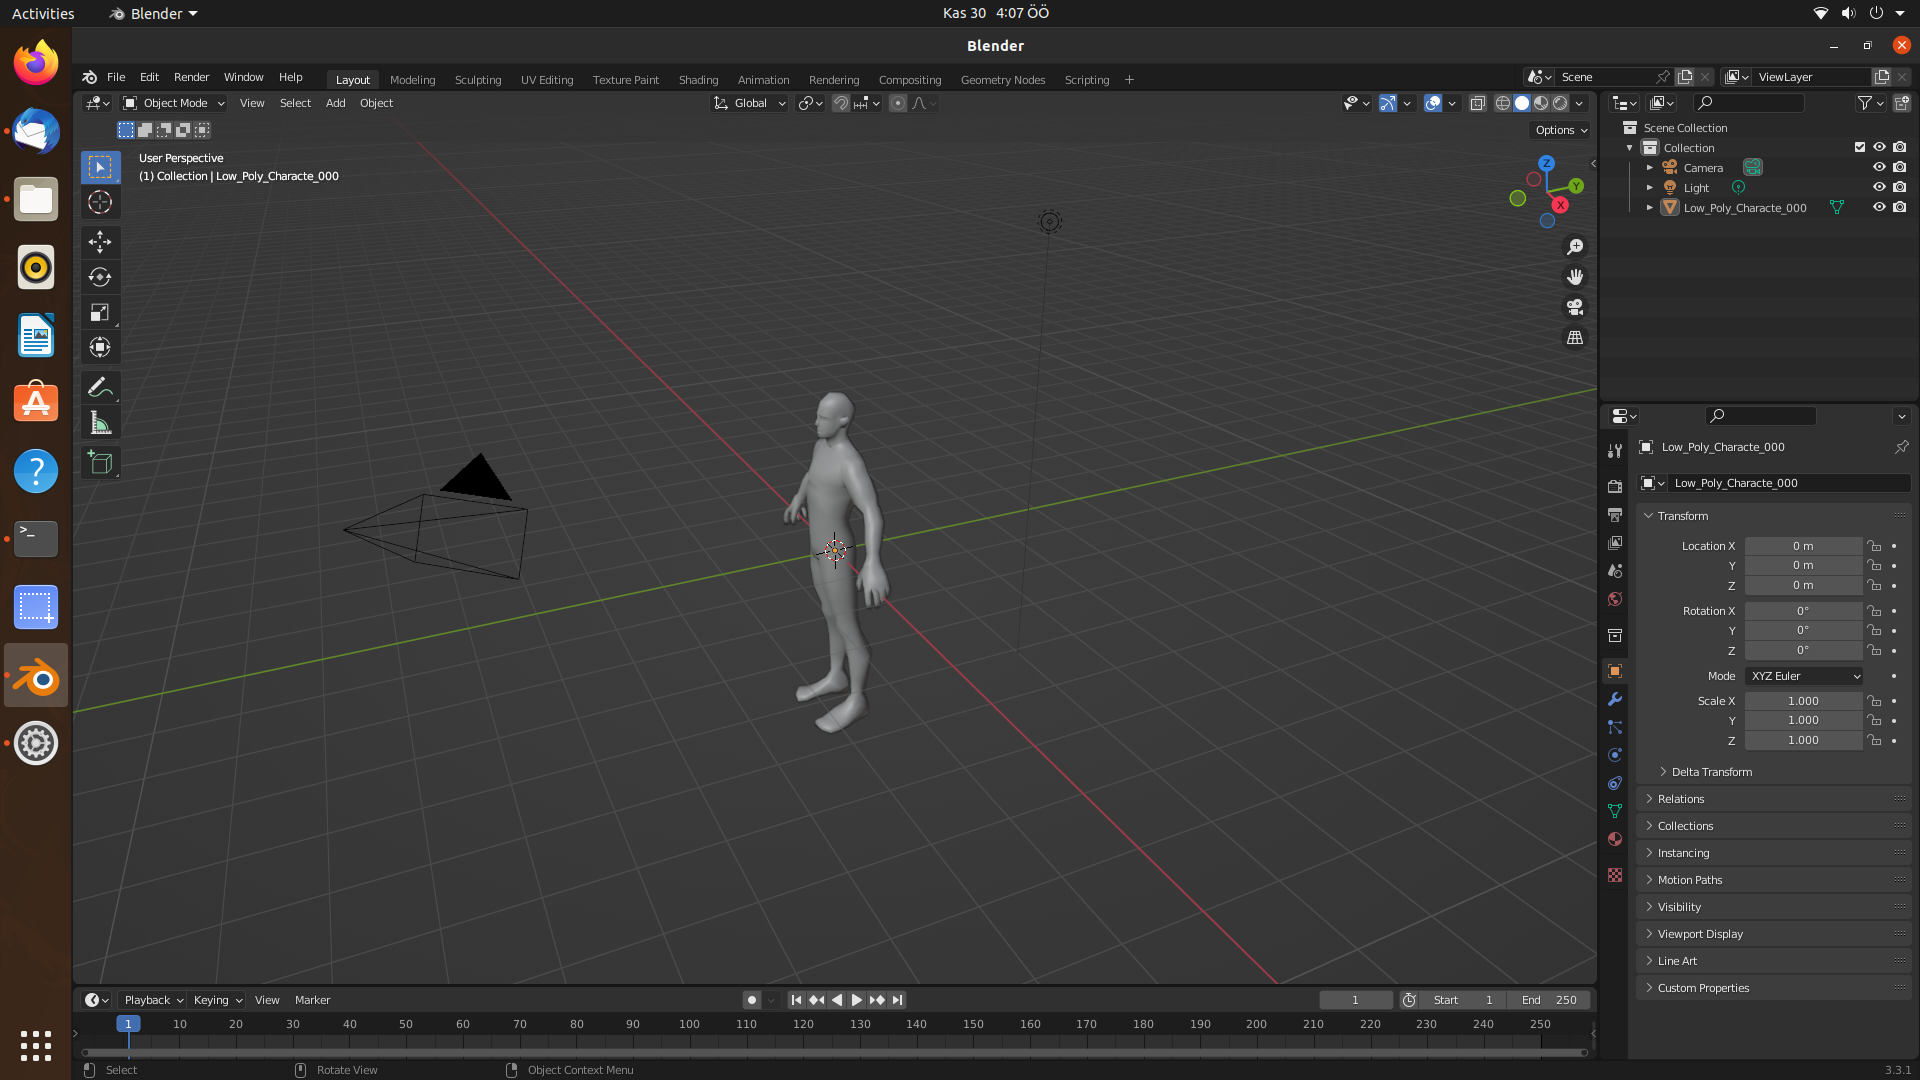 Activities Blender Kas 30 4:07 ÖÖ
Blender
File Edit Render Window Help Layout Modeling Sculpting UV Editing Texture Paint Shading Animation Rendering Compositing Geometry Nodes Scripting + Scene ViewLayer
Object Mode View Select Add Object Global
Options
User Perspective
(1) Collection | Low_Poly_Characte_000
Z
Y
X
Scene Collection
Collection
Camera
Light
Low_Poly_Characte_000
Low_Poly_Characte_000
Low_Poly_Characte_000
Transform
Location X 0 m
Y 0 m
Z 0 m
Rotation X 0°
Y 0°
Z 0°
Mode XYZ Euler
Scale X 1.000
Y 1.000
Z 1.000
Delta Transform
Relations
Collections
Instancing
Motion Paths
Visibility
Viewport Display
Line Art
Custom Properties
Playback Keying View Marker 1 Start 1 End 250
1 10 20 30 40 50 60 70 80 90 100 110 120 130 140 150 160 170 180 190 200 210 220 230 240 250
Select Rotate View Object Context Menu 3.3.1